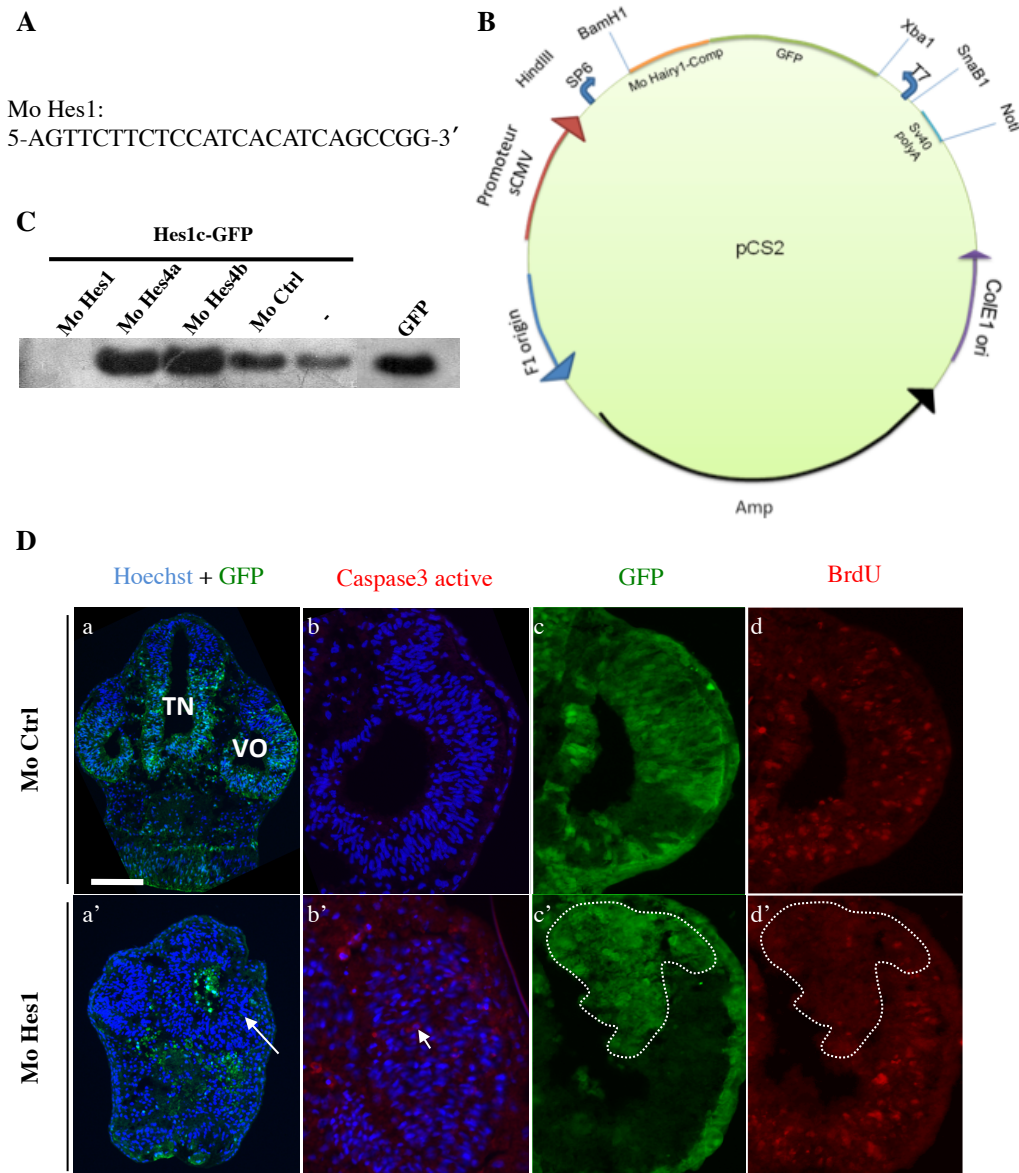 A
Mo Hes1:
5-AGTTCTTCTCCATCACATCAGCCGG-3′
B
HindIII
SP6
BamH1
Mo Hairy1-Comp
GFP
Xba1
T7
SnaB1
Sv40
polyA
NotI
Promoteur
sCMV
pCS2
F1 origin
ColE1 ori
Amp
C
Hes1c-GFP
Mo Hes1
Mo Hes4a
Mo Hes4b
Mo Ctrl
-
GFP
D
Hoechst + GFP
Caspase3 active
GFP
BrdU
Mo Ctrl
a
TN
VO
b
c
d
Mo Hes1
a'
b'
c'
d'